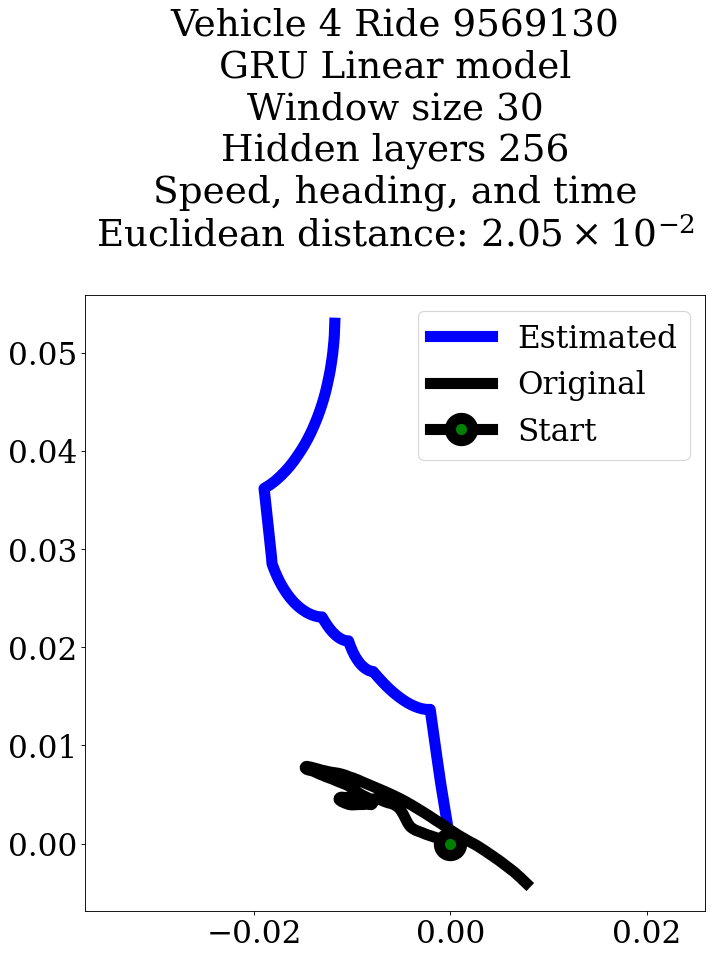 Vehicle 4 Ride 9569130
GRU Linear model
Window size 30
Hidden layers 256
Speed, heading, and time
Euclidean distance: 2.05 × 10⁻²
Estimated
Original
Start
0.05
0.04
0.03
0.02
0.01
0.00
−0.02
0.00
0.02